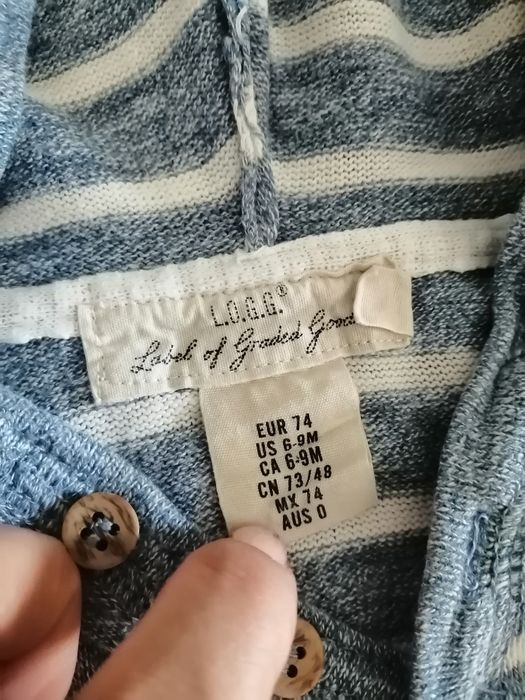 L.O.G.G.®
Label of Graded Goods
EUR 74
US 6-9M
CA 6-9M
CN 73/48
MX 74
AUS 0